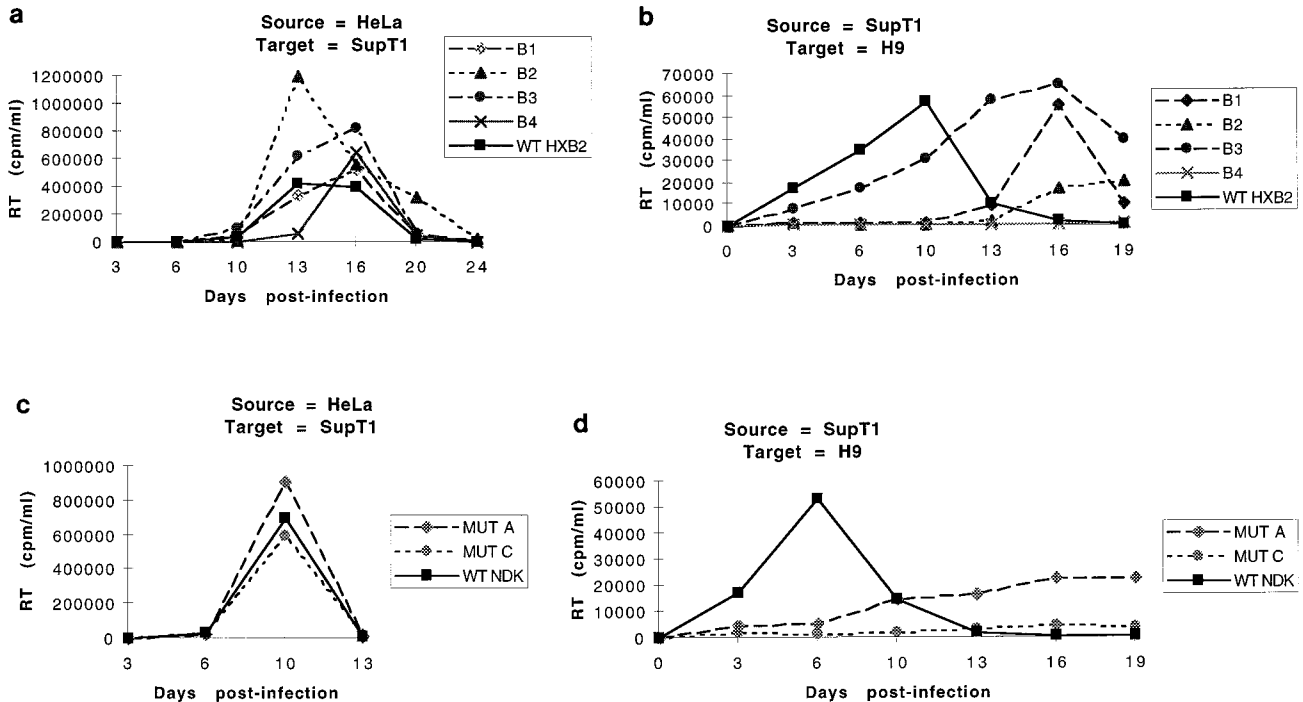 a
Source = HeLa
Target = SupT1
B1
B2
B3
B4
WT HXB2
1200000
1000000
800000
600000
400000
200000
0
RT (cpm/ml)
3 6 10 13 16 20 24
Days post-infection
b
Source = SupT1
Target = H9
B1
B2
B3
B4
WT HXB2
70000
60000
50000
40000
30000
20000
10000
0
RT (cpm/ml)
0 3 6 10 13 16 19
Days post-infection
c
Source = HeLa
Target = SupT1
MUT A
MUT C
WT NDK
1000000
800000
600000
400000
200000
0
RT (cpm/ml)
3 6 10 13
Days post-infection
d
Source = SupT1
Target = H9
MUT A
MUT C
WT NDK
60000
50000
40000
30000
20000
10000
0
RT (cpm/ml)
0 3 6 10 13 16 19
Days post-infection